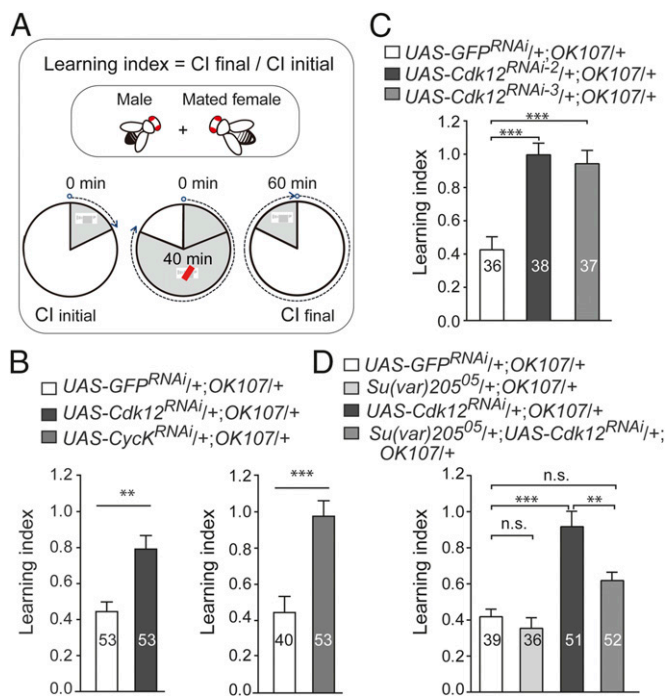 A
Learning index = CI final / CI initial
Male + Mated female
0 min 0 min 60 min
40 min
CI initial CI final
B
UAS-GFP^RNAi/+;OK107/+
UAS-Cdk12^RNAi/+;OK107/+
UAS-CycK^RNAi/+;OK107/+
Learning index
1.2
1.0
0.8
0.6
0.4
0.2
0.0
**
53 53
Learning index
1.2
1.0
0.8
0.6
0.4
0.2
0.0
***
40 53
C
UAS-GFP^RNAi/+;OK107/+
UAS-Cdk12^RNAi-2/+;OK107/+
UAS-Cdk12^RNAi-3/+;OK107/+
Learning index
1.2
1.0
0.8
0.6
0.4
0.2
0.0
***
***
36 38 37
D
UAS-GFP^RNAi/+;OK107/+
Su(var)205^05/+;OK107/+
UAS-Cdk12^RNAi/+;OK107/+
Su(var)205^05/+;UAS-Cdk12^RNAi/+;
OK107/+
Learning index
1.2
1.0
0.8
0.6
0.4
0.2
0.0
n.s.
*** **
n.s.
39 36 51 52